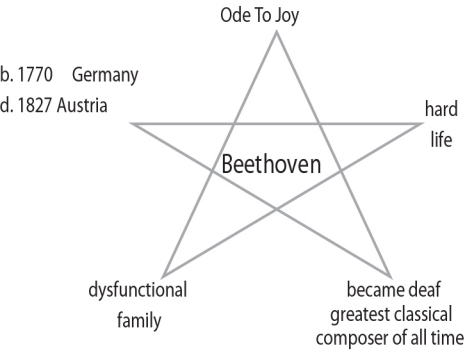 Ode To Joy
b. 1770 Germany
d. 1827 Austria
hard
life
Beethoven
dysfunctional
family
became deaf
greatest classical
composer of all time